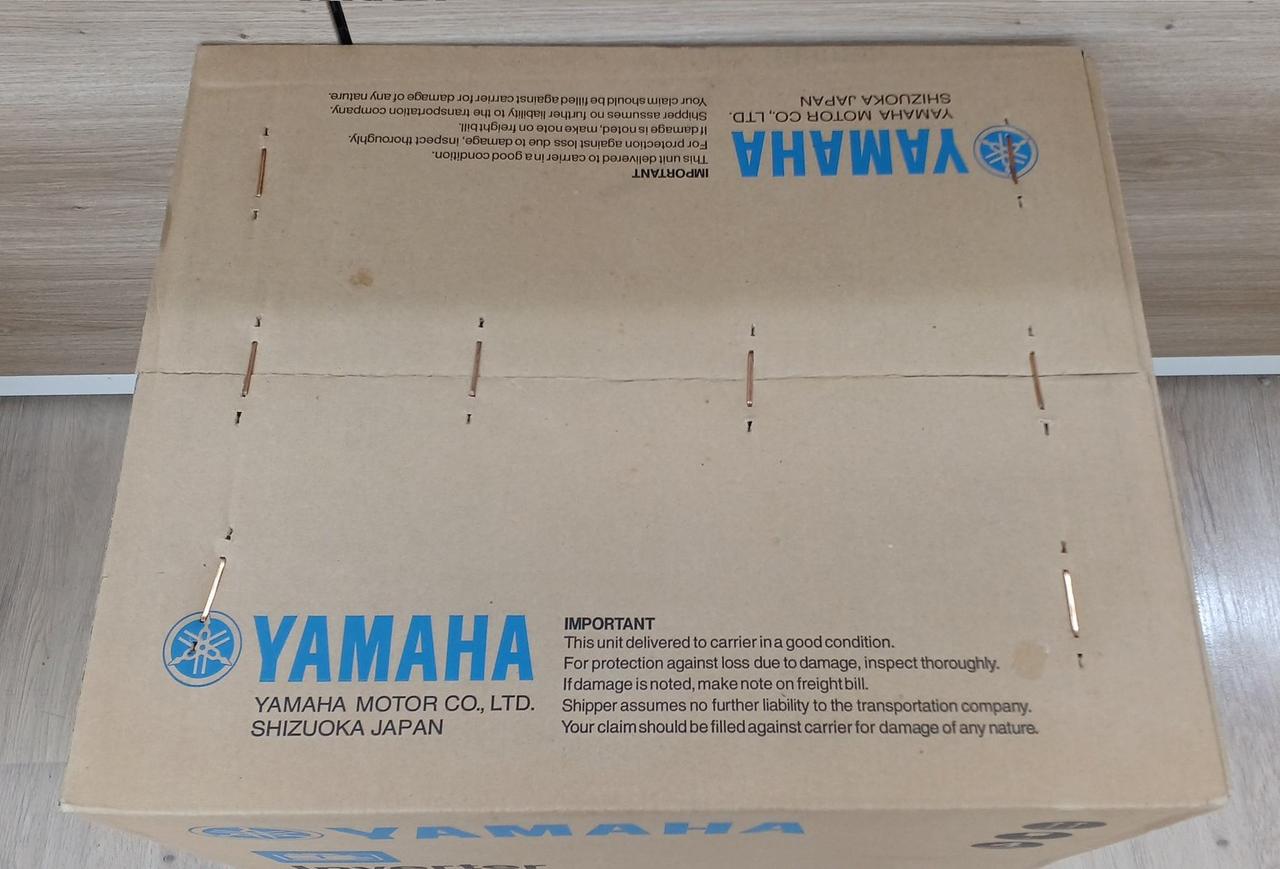 IMPORTANT
This unit delivered to carrier in a good condition.
For protection against loss due to damage, inspect thoroughly.
If damage is noted, make note on freight bill.
Shipper assumes no further liability to the transportation company.
Your claim should be filled against carrier for damage of any nature.
YAMAHA
YAMAHA MOTOR CO., LTD.
SHIZUOKA JAPAN
YAMAHA
YAMAHA MOTOR CO., LTD.
SHIZUOKA JAPAN
IMPORTANT
This unit delivered to carrier in a good condition.
For protection against loss due to damage, inspect thoroughly.
If damage is noted, make note on freight bill.
Shipper assumes no further liability to the transportation company.
Your claim should be filled against carrier for damage of any nature.
YAMAHA
Inverter